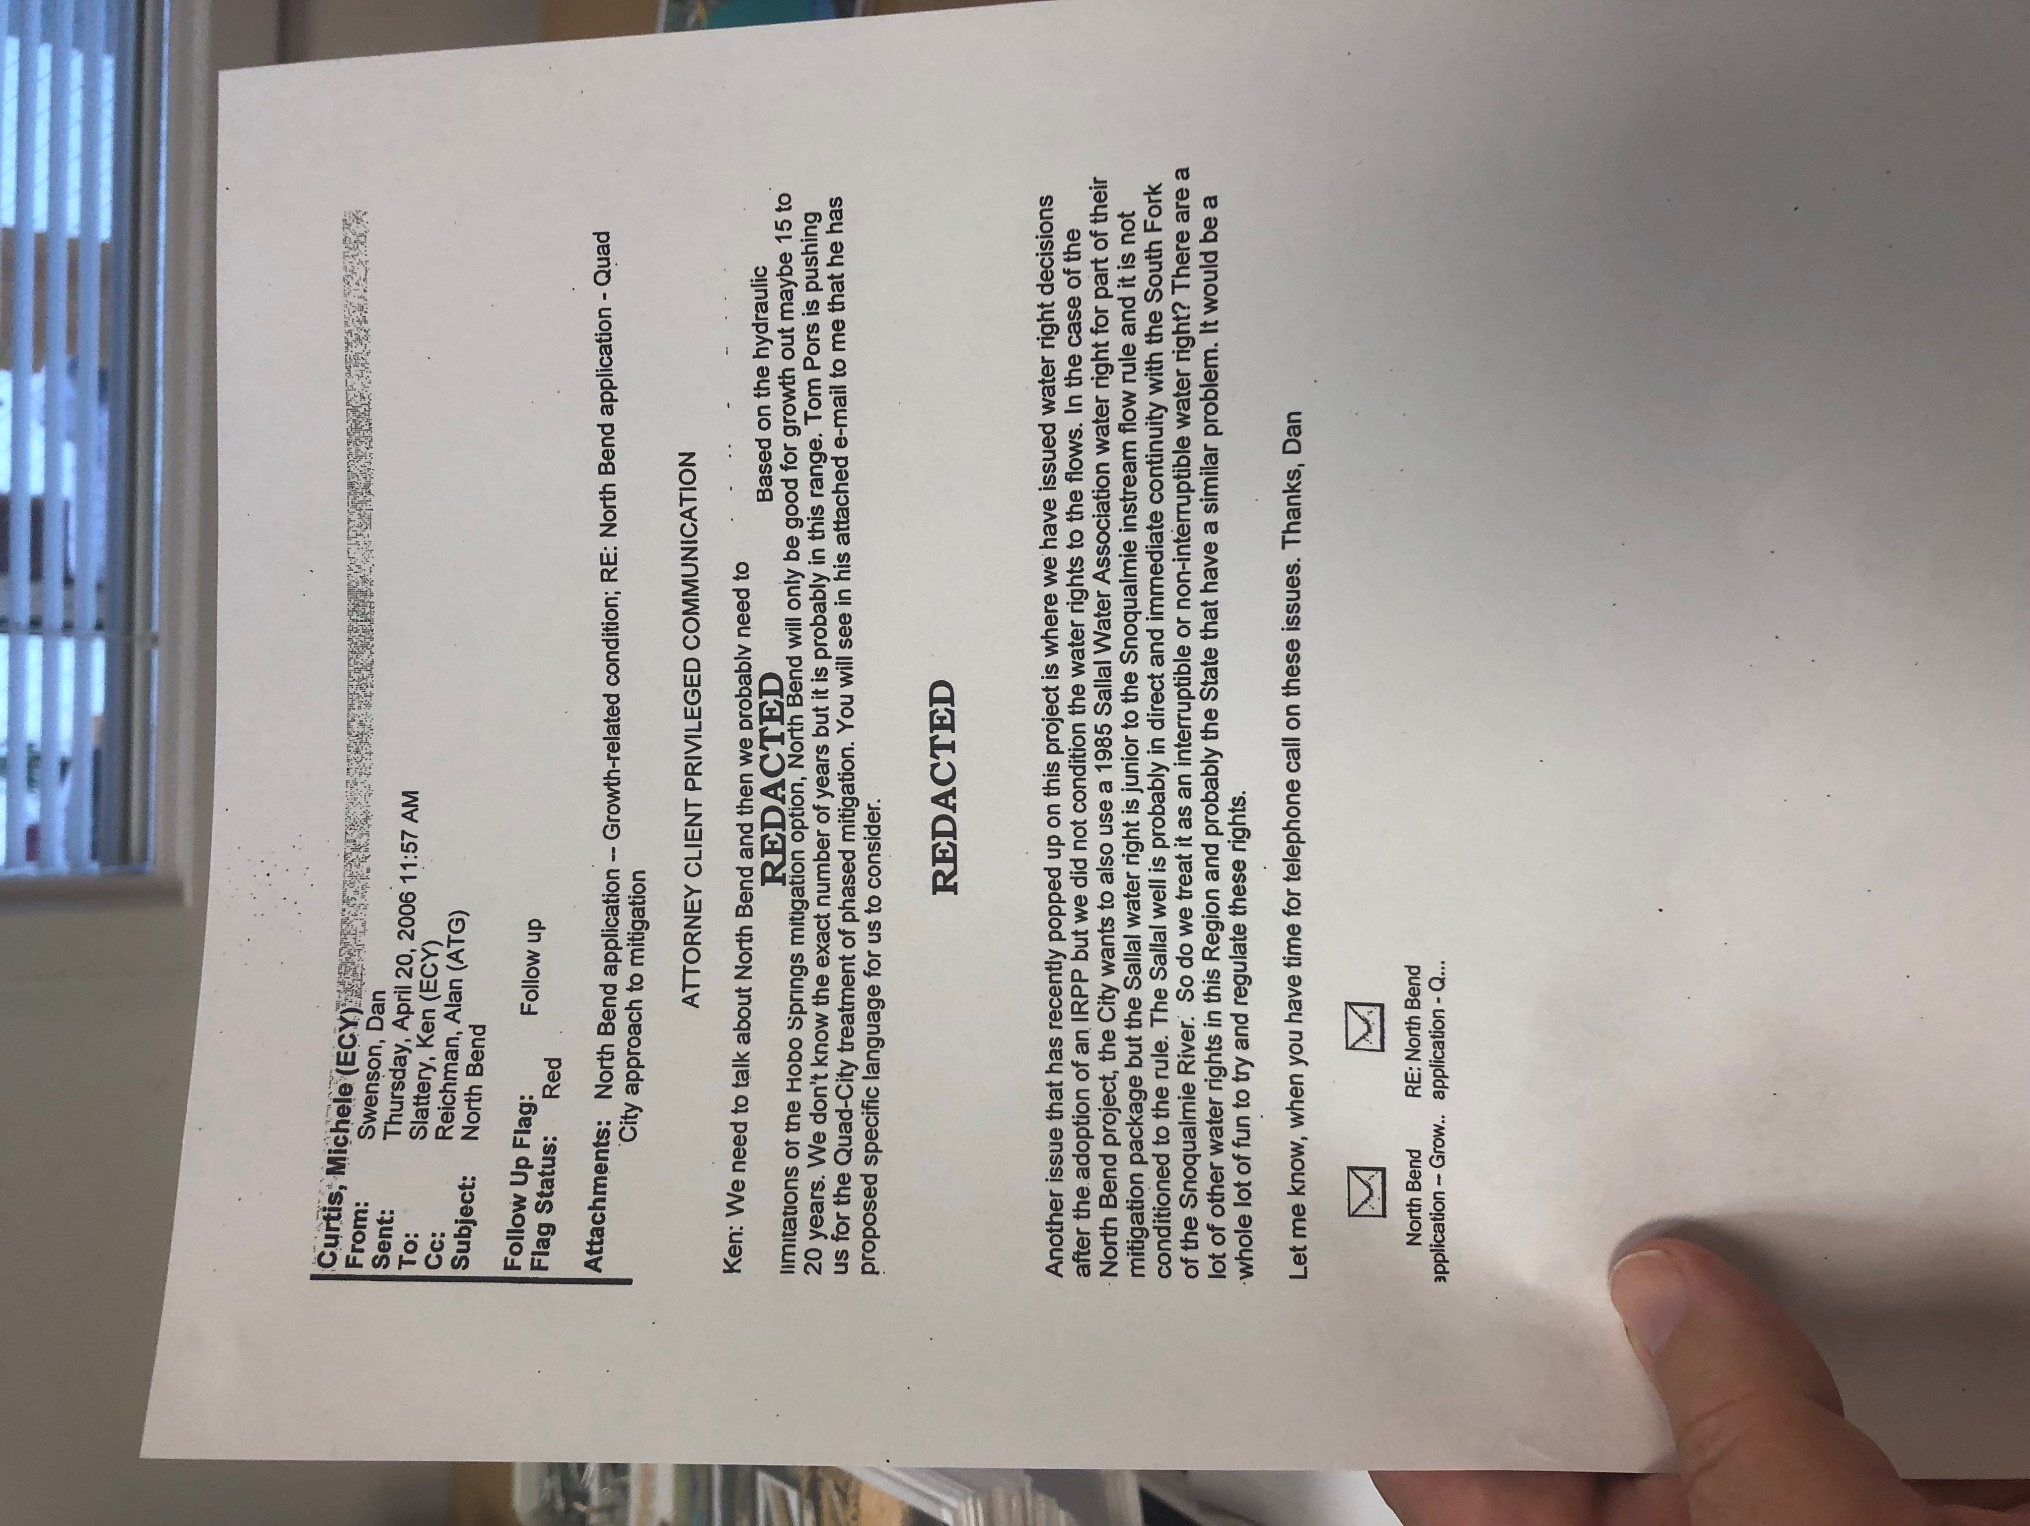 Curtis, Michele (ECY)
From: Swenson, Dan
Sent: Thursday, April 20, 2006 11:57 AM
To: Slattery, Ken (ECY)
Cc: Reichman, Alan (ATG)
Subject: North Bend
Follow Up Flag: Follow up
Flag Status: Red
Attachments: North Bend application -- Growth-related condition; RE: North Bend application - Quad
City approach to mitigation
ATTORNEY CLIENT PRIVILEGED COMMUNICATION
Ken: We need to talk about North Bend and then we probably need to
REDACTED Based on the hydraulic
limitations of the Hobo Springs mitigation option, North Bend will only be good for growth out maybe 15 to
20 years. We don't know the exact number of years but it is probably in this range. Tom Pors is pushing
us for the Quad-City treatment of phased mitigation. You will see in his attached e-mail to me that he has
proposed specific language for us to consider.
REDACTED
Another issue that has recently popped up on this project is where we have issued water right decisions
after the adoption of an IRPP but we did not condition the water rights to the flows. In the case of the
North Bend project, the City wants to also use a 1985 Sallal Water Association water right for part of their
mitigation package but the Sallal water right is junior to the Snoqualmie instream flow rule and it is not
conditioned to the rule. The Sallal well is probably in direct and immediate continuity with the South Fork
of the Snoqualmie River. So do we treat it as an interruptible or non-interruptible water right? There are a
lot of other water rights in this Region and probably the State that have a similar problem. It would be a
whole lot of fun to try and regulate these rights.
Let me know, when you have time for telephone call on these issues. Thanks, Dan
North Bend RE: North Bend
application -- Grow.. application - Q...